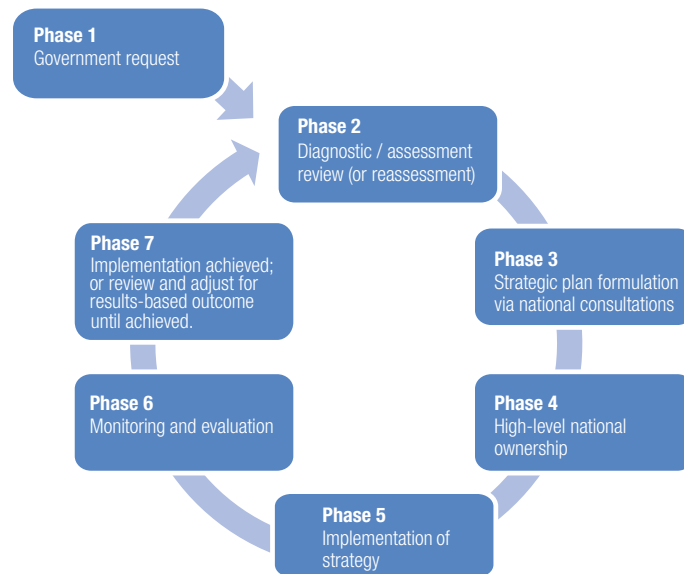 Phase 1
Government request
Phase 2
Diagnostic / assessment
review (or reassessment)
Phase 3
Strategic plan formulation
via national consultations
Phase 4
High-level national
ownership
Phase 5
Implementation of
strategy
Phase 6
Monitoring and evaluation
Phase 7
Implementation achieved;
or review and adjust for
results-based outcome
until achieved.